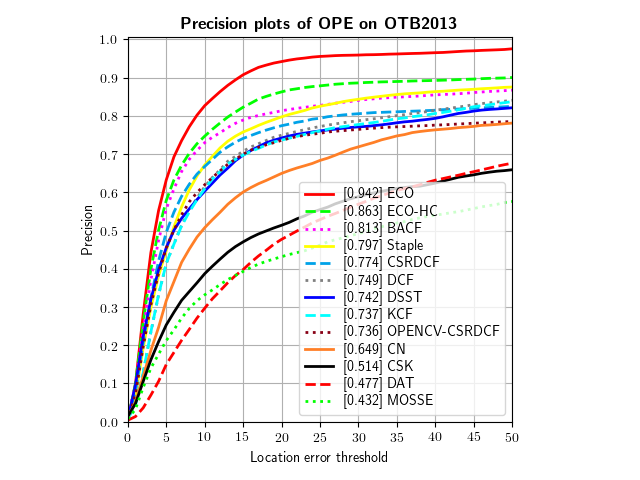 Precision plots of OPE on OTB2013
1.0
0.9
0.8
0.7
0.6
0.5
0.4
0.3
0.2
0.1
0.0
Precision
[0.942] ECO
[0.863] ECO-HC
[0.813] BACF
[0.797] Staple
[0.774] CSRDCF
[0.749] DCF
[0.742] DSST
[0.737] KCF
[0.736] OPENCV-CSRDCF
[0.649] CN
[0.514] CSK
[0.477] DAT
[0.432] MOSSE
0 5 10 15 20 25 30 35 40 45 50
Location error threshold